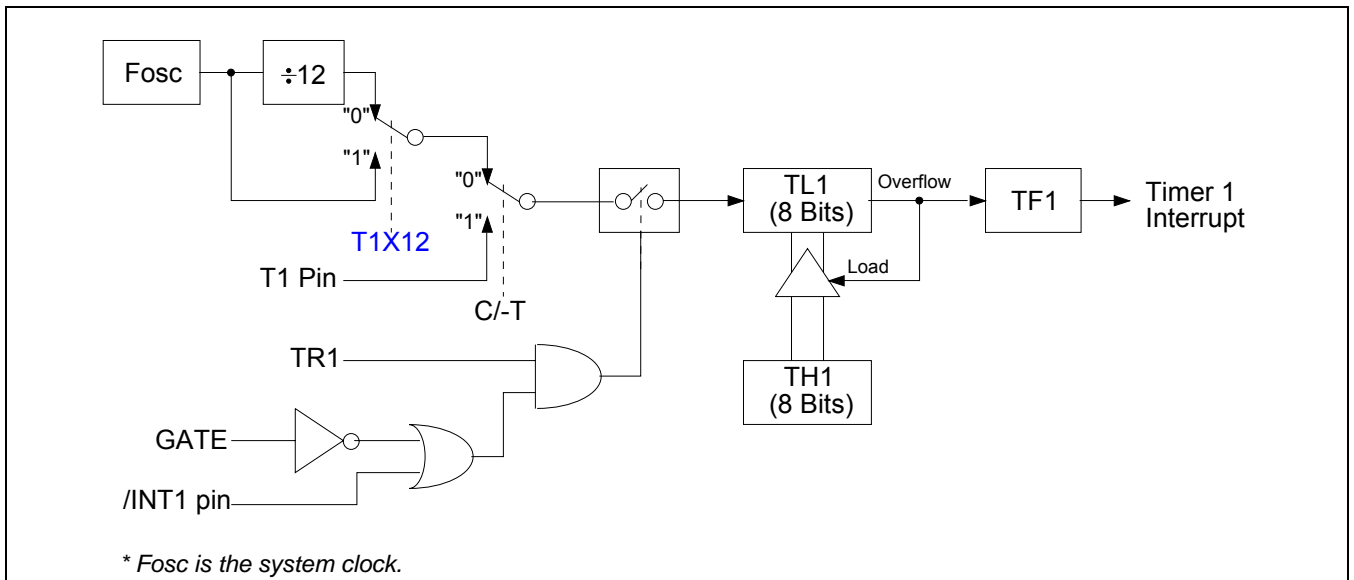 Fosc
÷12
"0"
"1"
T1X12
"0"
"1"
T1 Pin
C/-T
TL1
(8 Bits)
Overflow
TF1
Timer 1
Interrupt
Load
TR1
TH1
(8 Bits)
GATE
/INT1 pin
* Fosc is the system clock.